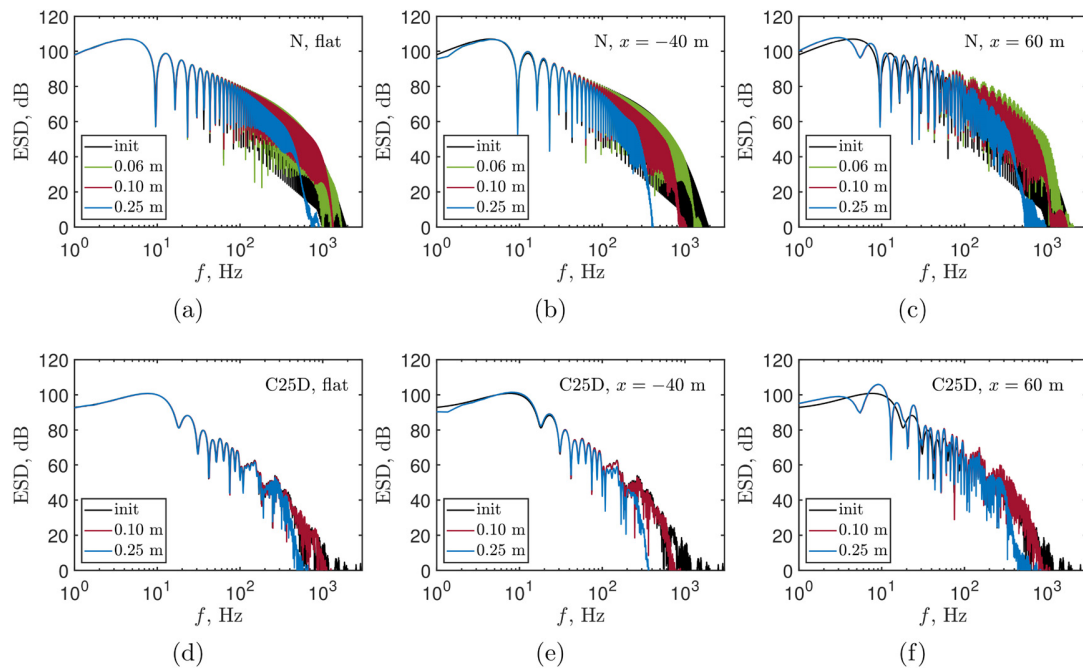 N, flat
ESD, dB
120
100
80
60
40
20
0
init
0.06 m
0.10 m
0.25 m
10^0 10^1 10^2 10^3
f, Hz
(a)
N, x = −40 m
ESD, dB
120
100
80
60
40
20
0
init
0.06 m
0.10 m
0.25 m
10^0 10^1 10^2 10^3
f, Hz
(b)
N, x = 60 m
ESD, dB
120
100
80
60
40
20
0
init
0.06 m
0.10 m
0.25 m
10^0 10^1 10^2 10^3
f, Hz
(c)
C25D, flat
ESD, dB
120
100
80
60
40
20
0
init
0.10 m
0.25 m
10^0 10^1 10^2 10^3
f, Hz
(d)
C25D, x = −40 m
ESD, dB
120
100
80
60
40
20
0
init
0.10 m
0.25 m
10^0 10^1 10^2 10^3
f, Hz
(e)
C25D, x = 60 m
ESD, dB
120
100
80
60
40
20
0
init
0.10 m
0.25 m
10^0 10^1 10^2 10^3
f, Hz
(f)